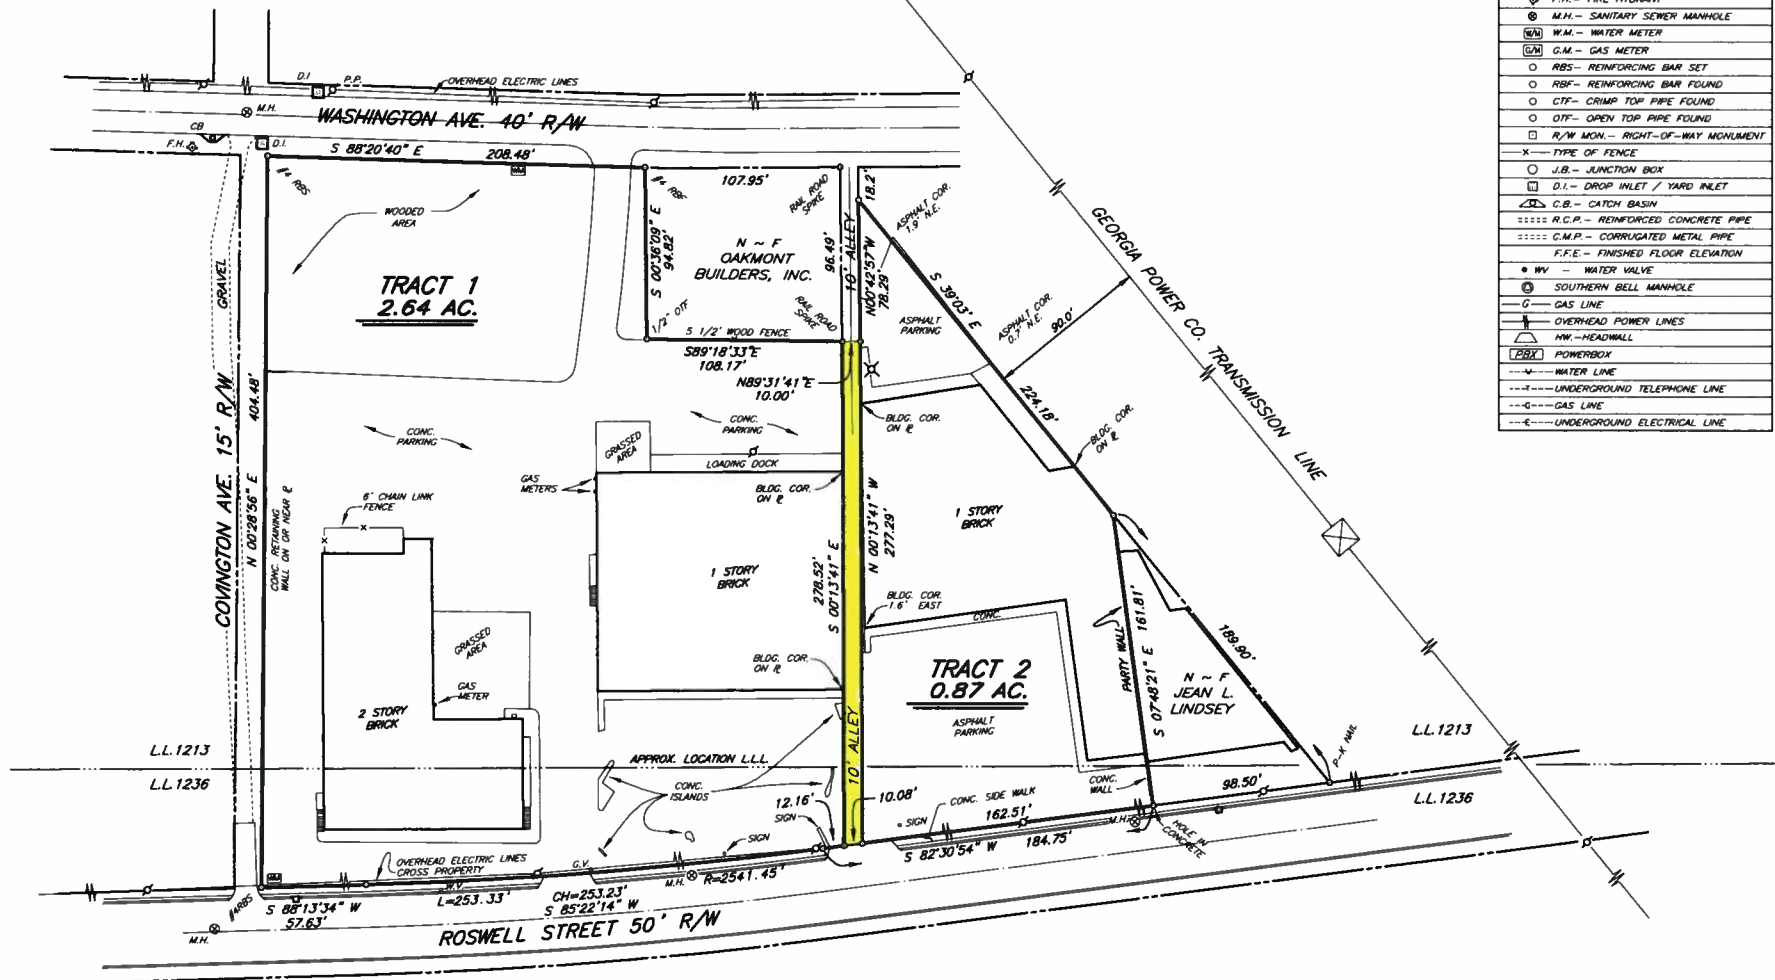 F.H.- FIRE HYDRANT
M.H.- SANITARY SEWER MANHOLE
W/M W.M.- WATER METER
G/M G.M.- GAS METER
RBS- REINFORCING BAR SET
RBF- REINFORCING BAR FOUND
CTF- CRIMP TOP PIPE FOUND
OTF- OPEN TOP PIPE FOUND
R/W MON.- RIGHT-OF-WAY MONUMENT
—X— TYPE OF FENCE
J.B.- JUNCTION BOX
D.I.- DROP INLET / YARD INLET
C.B.- CATCH BASIN
===== R.C.P.- REINFORCED CONCRETE PIPE
===== C.M.P.- CORRUGATED METAL PIPE
F.F.E.- FINISHED FLOOR ELEVATION
WV - WATER VALVE
SOUTHERN BELL MANHOLE
—G— GAS LINE
OVERHEAD POWER LINES
HW.-HEADWALL
PBX POWERBOX
WATER LINE
---T--- UNDERGROUND TELEPHONE LINE
---G--- GAS LINE
---E--- UNDERGROUND ELECTRICAL LINE
D.I
P.P.
OVERHEAD ELECTRIC LINES
M.H.
WASHINGTON AVE. 40' R/W
CB
F.H.
D.I.
S 88°20'40" E
208.48'
#4 RBS
WOODED
AREA
TRACT 1
2.64 AC.
#4 RBF
107.95'
RAIL ROAD
SPIKE
S 00°36'09" E
94.82'
N ~ F
OAKMONT
BUILDERS, INC.
96.49'
10' ALLEY
18.2'
N00°42'57"W
78.29'
ASPHALT COR.
1.9' N.E.
S 39°03' E
ASPHALT
PARKING
ASPHALT COR.
0.7' N.E.
90.0'
GEORGIA POWER CO. TRANSMISSION LINE
1/2" OTF
RAIL ROAD
SPIKE
5 1/2' WOOD FENCE
S89°18'33"E
108.17'
N89°31'41"E
10.00'
224.18'
GRAVEL
COVINGTON AVE. 15' R/W
404.48'
N 00°28'56" E
CONC. RETAINING
WALL ON OR NEAR ℄
CONC.
PARKING
CONC.
PARKING
GRASSED
AREA
LOADING DOCK
BLDG. COR.
ON ℄
BLDG. COR.
ON ℄
GAS
METERS
BLDG. COR.
ON ℄
6' CHAIN LINK
FENCE
1 STORY
BRICK
N 00°13'41" W
277.29'
1 STORY
BRICK
278.52'
S 00°13'41" E
BLDG. COR.
1.6' EAST
CONC.
GRASSED
AREA
BLDG. COR.
ON ℄
GAS
METER
2 STORY
BRICK
TRACT 2
0.87 AC.
ASPHALT
PARKING
PARTY WALL
S 07°48'21" E 161.81'
189.90'
N ~ F
JEAN L.
LINDSEY
10' ALLEY
P-K NAIL
L.L.1213
L.L.1236
APPROX. LOCATION L.L.L.
L.L.1213
L.L.1236
CONC.
ISLANDS
12.16'
SIGN
10.08'
SIGN
CONC. SIDE WALK
162.51'
CONC.
WALL
98.50'
M.H.
HOLE IN
CONCRETE
S 82°30'54" W
184.75'
SIGN
OVERHEAD ELECTRIC LINES
CROSS PROPERTY
G.V.
W.V.
M.H.
R=2541.45'
L=253.33'
CH=253.23'
S 85°22'14" W
#4RBS
S 88°13'34" W
57.63'
M.H.
ROSWELL STREET 50' R/W